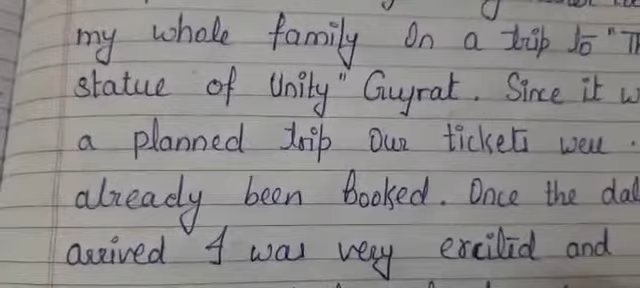 my whole family On a trip to "T
statue of Unity" Gujrat. Since it w
a planned trip Our tickets were
already been Booked. Once the dat
arrived I was very excited and